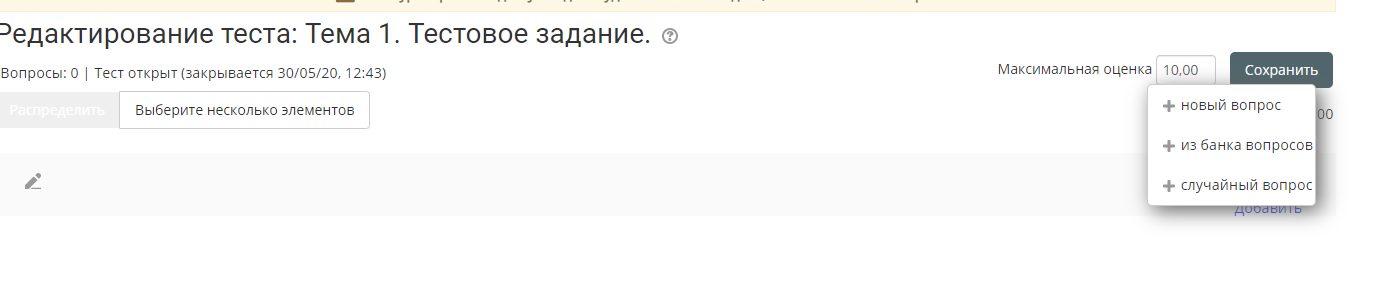 Редактирование теста: Тема 1. Тестовое задание.
Вопросы: 0 | Тест открыт (закрывается 30/05/20, 12:43)
Максимальная оценка 10,00 Сохранить
Распределить Выберите несколько элементов
новый вопрос
00
из банка вопросов
случайный вопрос
Добавить